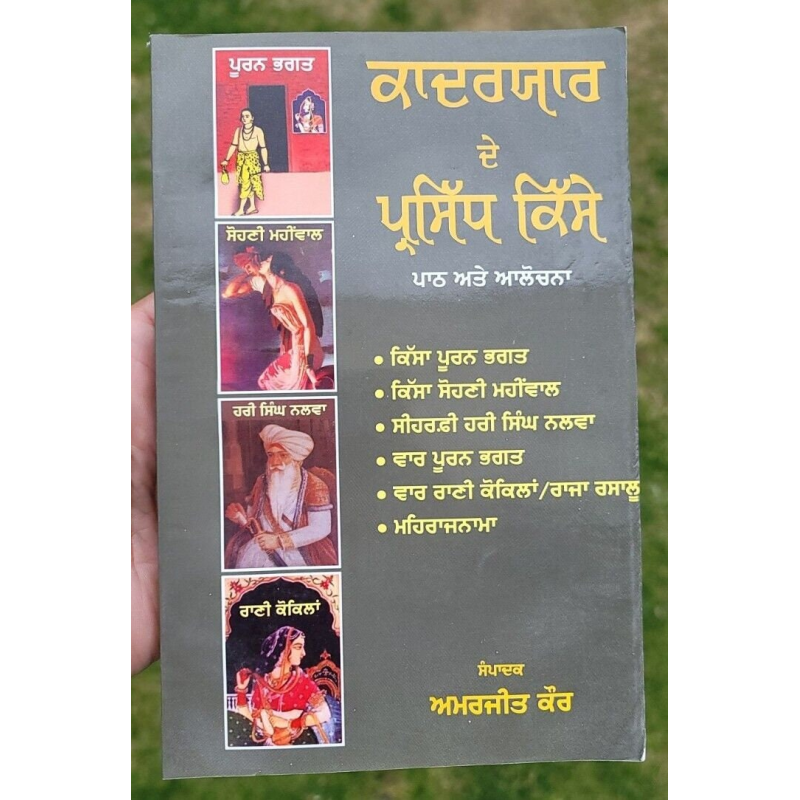 ਕਾਦਰਯਾਰ
ਦੇ
ਪ੍ਰਸਿੱਧ ਕਿੱਸੇ
ਪਾਠ ਅਤੇ ਆਲੋਚਨਾ
ਪੂਰਨ ਭਗਤ
ਸੋਹਣੀ ਮਹੀਂਵਾਲ
ਹਰੀ ਸਿੰਘ ਨਲਵਾ
ਰਾਣੀ ਕੋਕਿਲਾਂ
• ਕਿੱਸਾ ਪੂਰਨ ਭਗਤ
• ਕਿੱਸਾ ਸੋਹਣੀ ਮਹੀਂਵਾਲ
• ਸੀਹਰਫ਼ੀ ਹਰੀ ਸਿੰਘ ਨਲਵਾ
• ਵਾਰ ਪੂਰਨ ਭਗਤ
• ਵਾਰ ਰਾਣੀ ਕੋਕਿਲਾਂ/ਰਾਜਾ ਰਸਾਲੂ
• ਮਹਿਰਾਜਨਾਮਾ
ਸੰਪਾਦਕ
ਅਮਰਜੀਤ ਕੌਰ